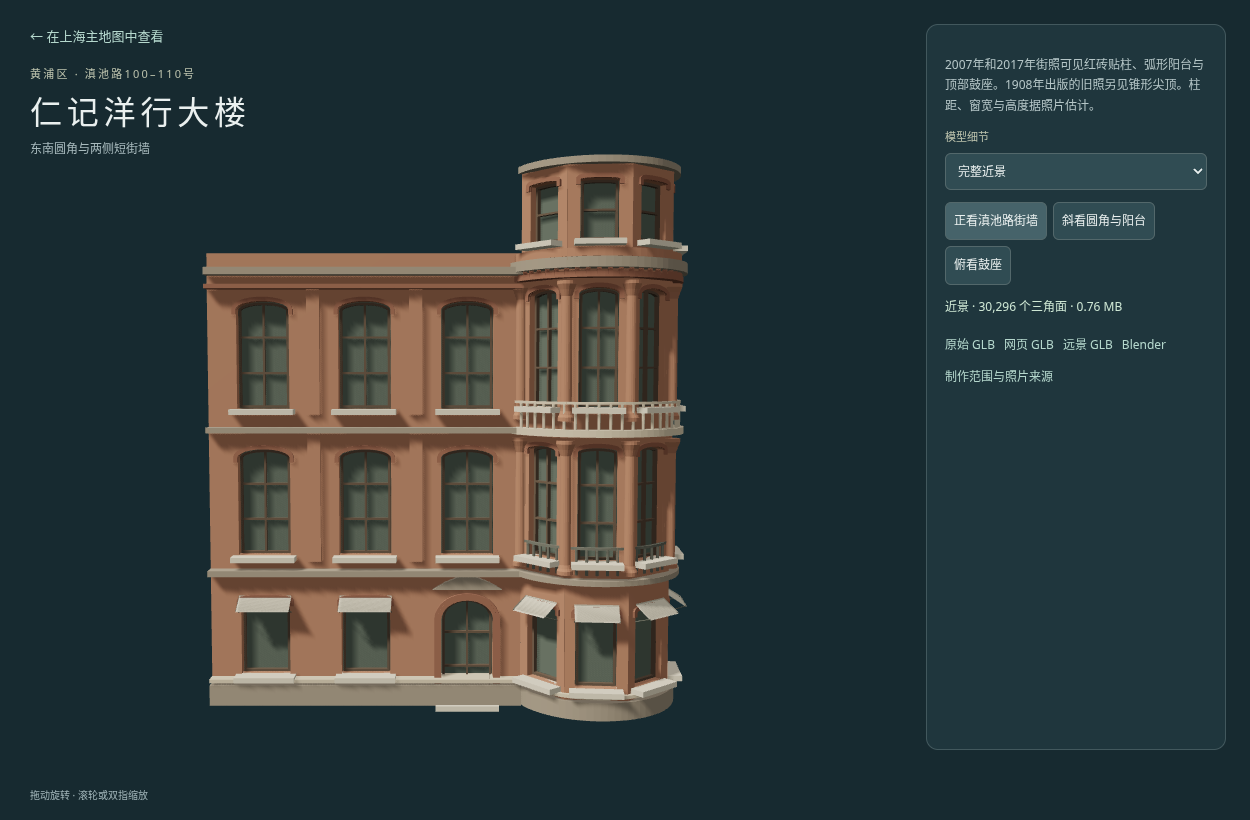 ← 在上海主地图中查看
黄浦区 · 滇池路100–110号
仁记洋行大楼
东南圆角与两侧短街墙
2007年和2017年街照可见红砖贴柱、弧形阳台与
顶部鼓座。1908年出版的旧照另见锥形尖顶。柱
距、窗宽与高度据照片估计。
模型细节
完整近景
正看滇池路街墙 斜看圆角与阳台
俯看鼓座
近景 · 30,296 个三角面 · 0.76 MB
原始 GLB 网页 GLB 远景 GLB Blender
制作范围与照片来源
拖动旋转 · 滚轮或双指缩放